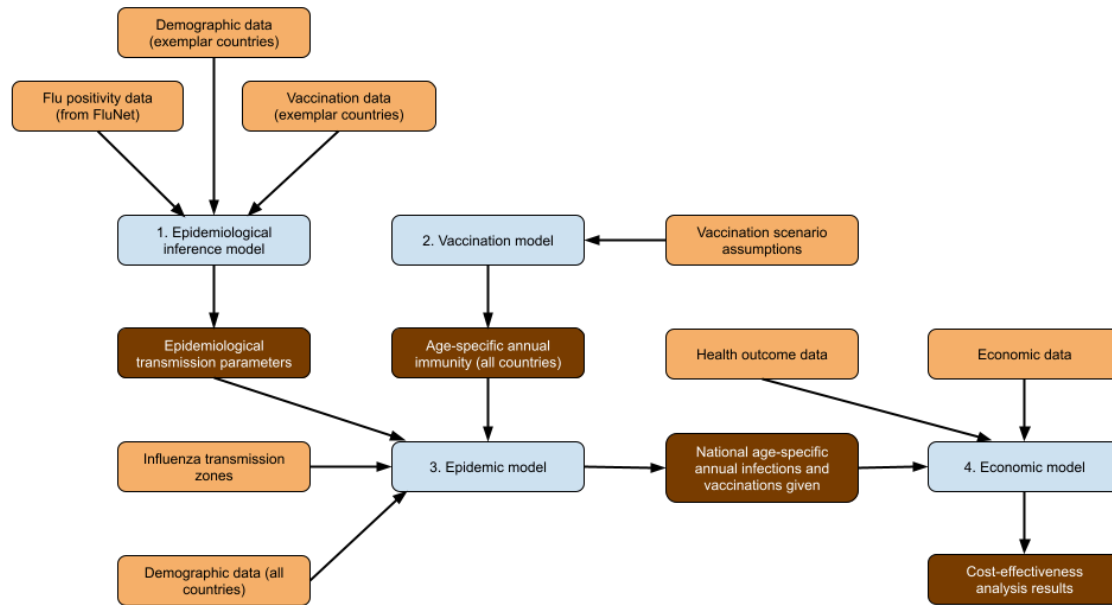 Demographic data
(exemplar countries)
Flu positivity data
(from FluNet)
Vaccination data
(exemplar countries)
1. Epidemiological
inference model
2. Vaccination model
Vaccination scenario
assumptions
Epidemiological
transmission parameters
Age-specific annual
immunity (all countries)
Health outcome data
Economic data
Influenza transmission
zones
3. Epidemic model
National age-specific
annual infections and
vaccinations given
4. Economic model
Demographic data (all
countries)
Cost-effectiveness
analysis results